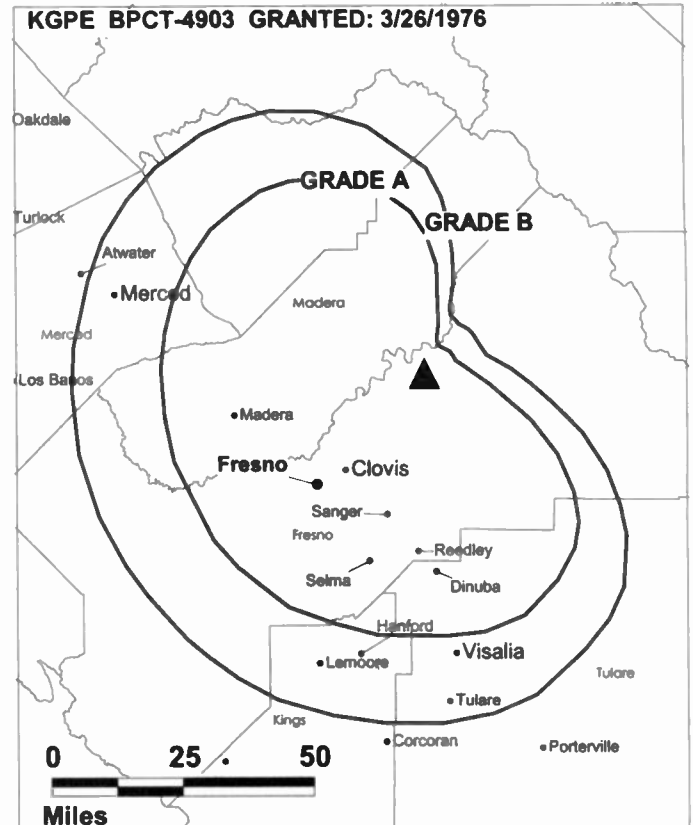 KGPE BPCT-4903 GRANTED: 3/26/1976
Oakdale
GRADE A
Turlock
GRADE B
Atwater
Merced
Madera
Merced
Los Banos
Madera
Fresno
Clovis
Sanger
Fresno
Reedley
Selma
Dinuba
Hanford
Visalia
Lemoore
Tulare
Tulare
Kings
Corcoran
Porterville
0 25 50
Miles